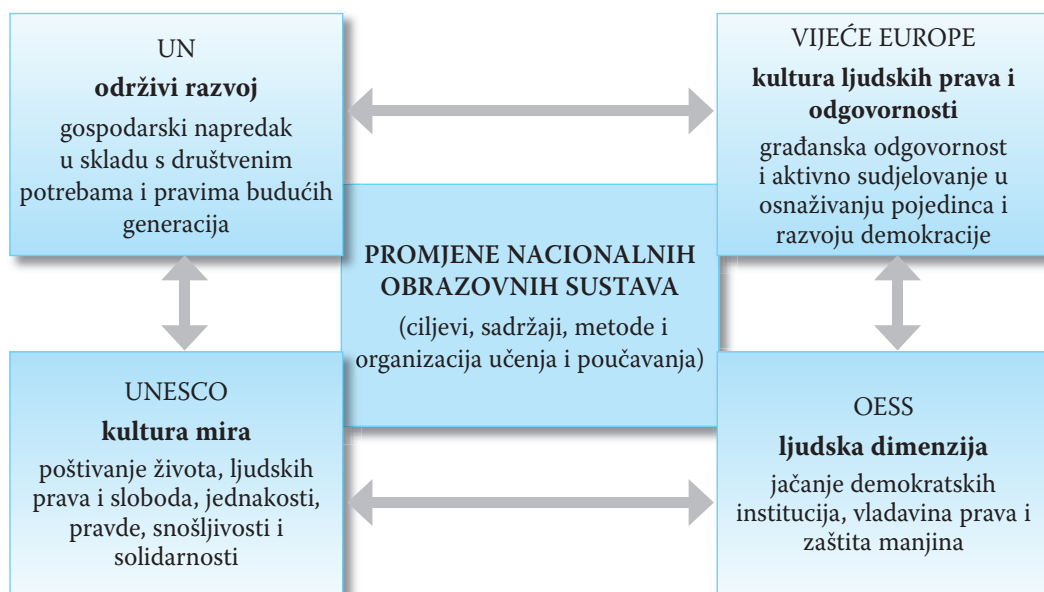 UN
održivi razvoj
gospodarski napredak
u skladu s društvenim
potrebama i pravima budućih
generacija
VIJEĆE EUROPE
kultura ljudskih prava i
odgovornosti
građanska odgovornost
i aktivno sudjelovanje u
osnaživanju pojedinca i
razvoju demokracije
PROMJENE NACIONALNIH
OBRAZOVNIH SUSTAVA
(ciljevi, sadržaji, metode i
organizacija učenja i poučavanja)
UNESCO
kultura mira
poštivanje života, ljudskih
prava i sloboda, jednakosti,
pravde, snošljivosti i
solidarnosti
OESS
ljudska dimenzija
jačanje demokratskih
institucija, vladavina prava i
zaštita manjina